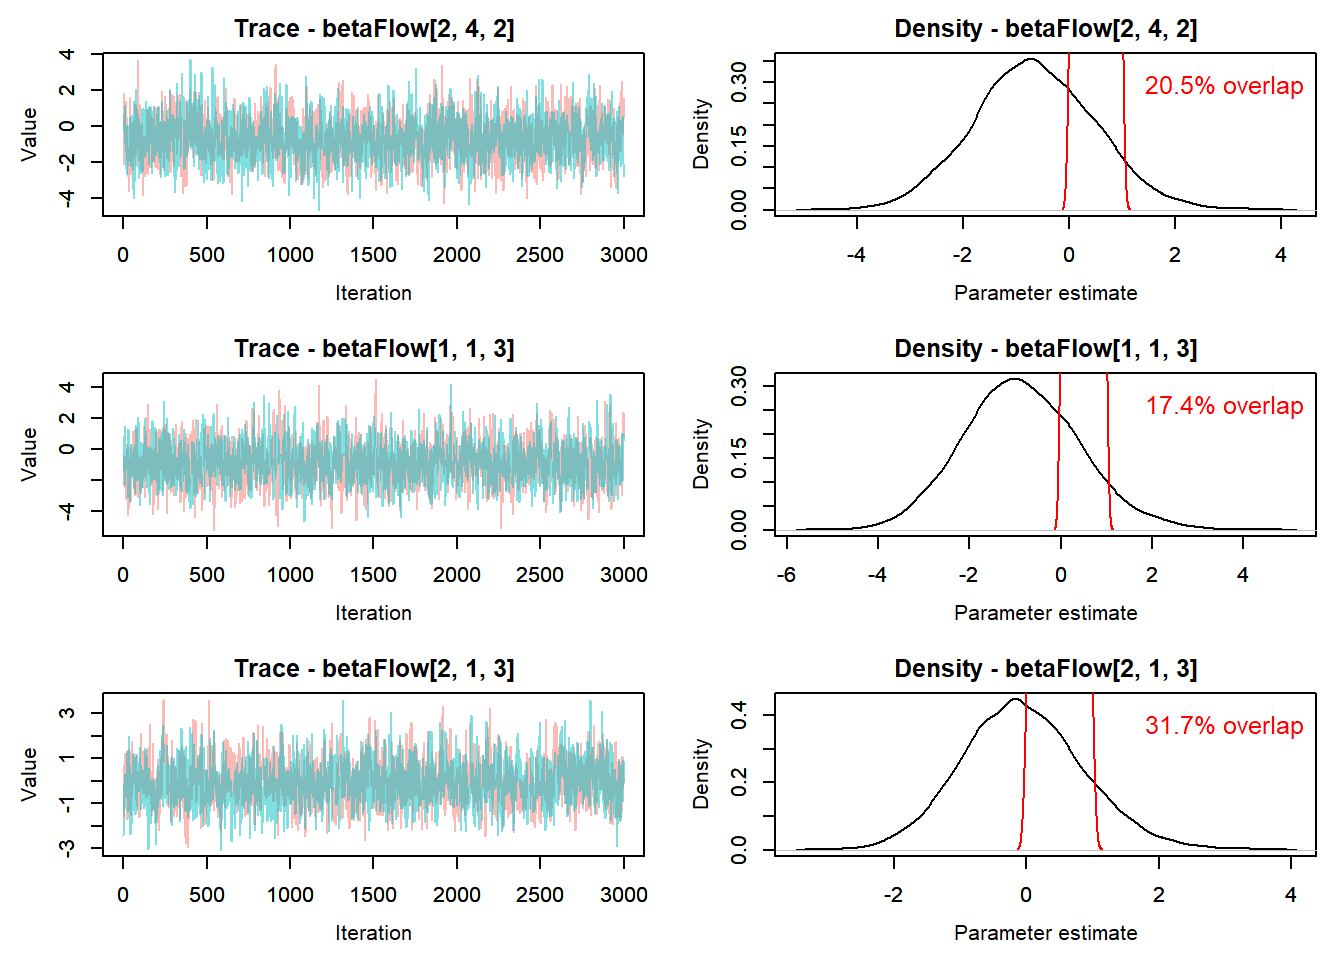 Trace - betaFlow[2, 4, 2]
Value
4
2
0
-2
-4
0 500 1000 1500 2000 2500 3000
Iteration
Density - betaFlow[2, 4, 2]
20.5% overlap
Density
0.30
0.15
0.00
-4 -2 0 2 4
Parameter estimate
Trace - betaFlow[1, 1, 3]
Value
4
2
0
-4
0 500 1000 1500 2000 2500 3000
Iteration
Density - betaFlow[1, 1, 3]
17.4% overlap
Density
0.30
0.15
0.00
-6 -4 -2 0 2 4
Parameter estimate
Trace - betaFlow[2, 1, 3]
Value
3
1
-1
-3
0 500 1000 1500 2000 2500 3000
Iteration
Density - betaFlow[2, 1, 3]
31.7% overlap
Density
0.4
0.2
0.0
-2 0 2 4
Parameter estimate